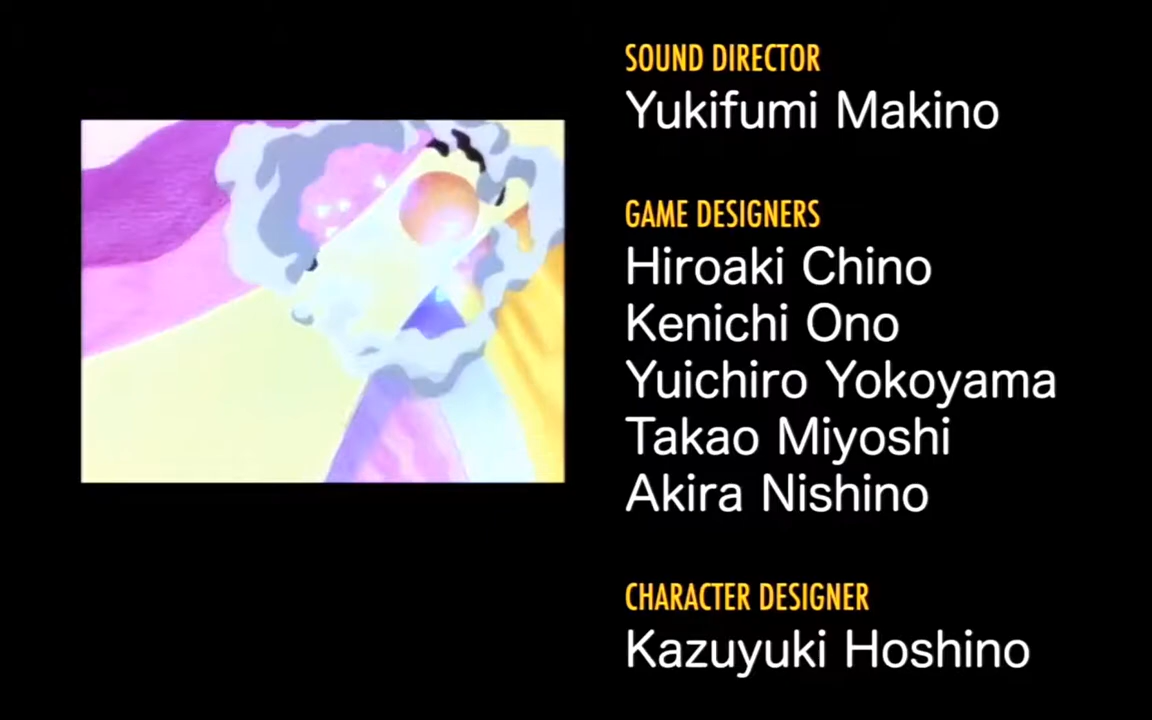 SOUND DIRECTOR
Yukifumi Makino
GAME DESIGNERS
Hiroaki Chino
Kenichi Ono
Yuichiro Yokoyama
Takao Miyoshi
Akira Nishino
CHARACTER DESIGNER
Kazuyuki Hoshino